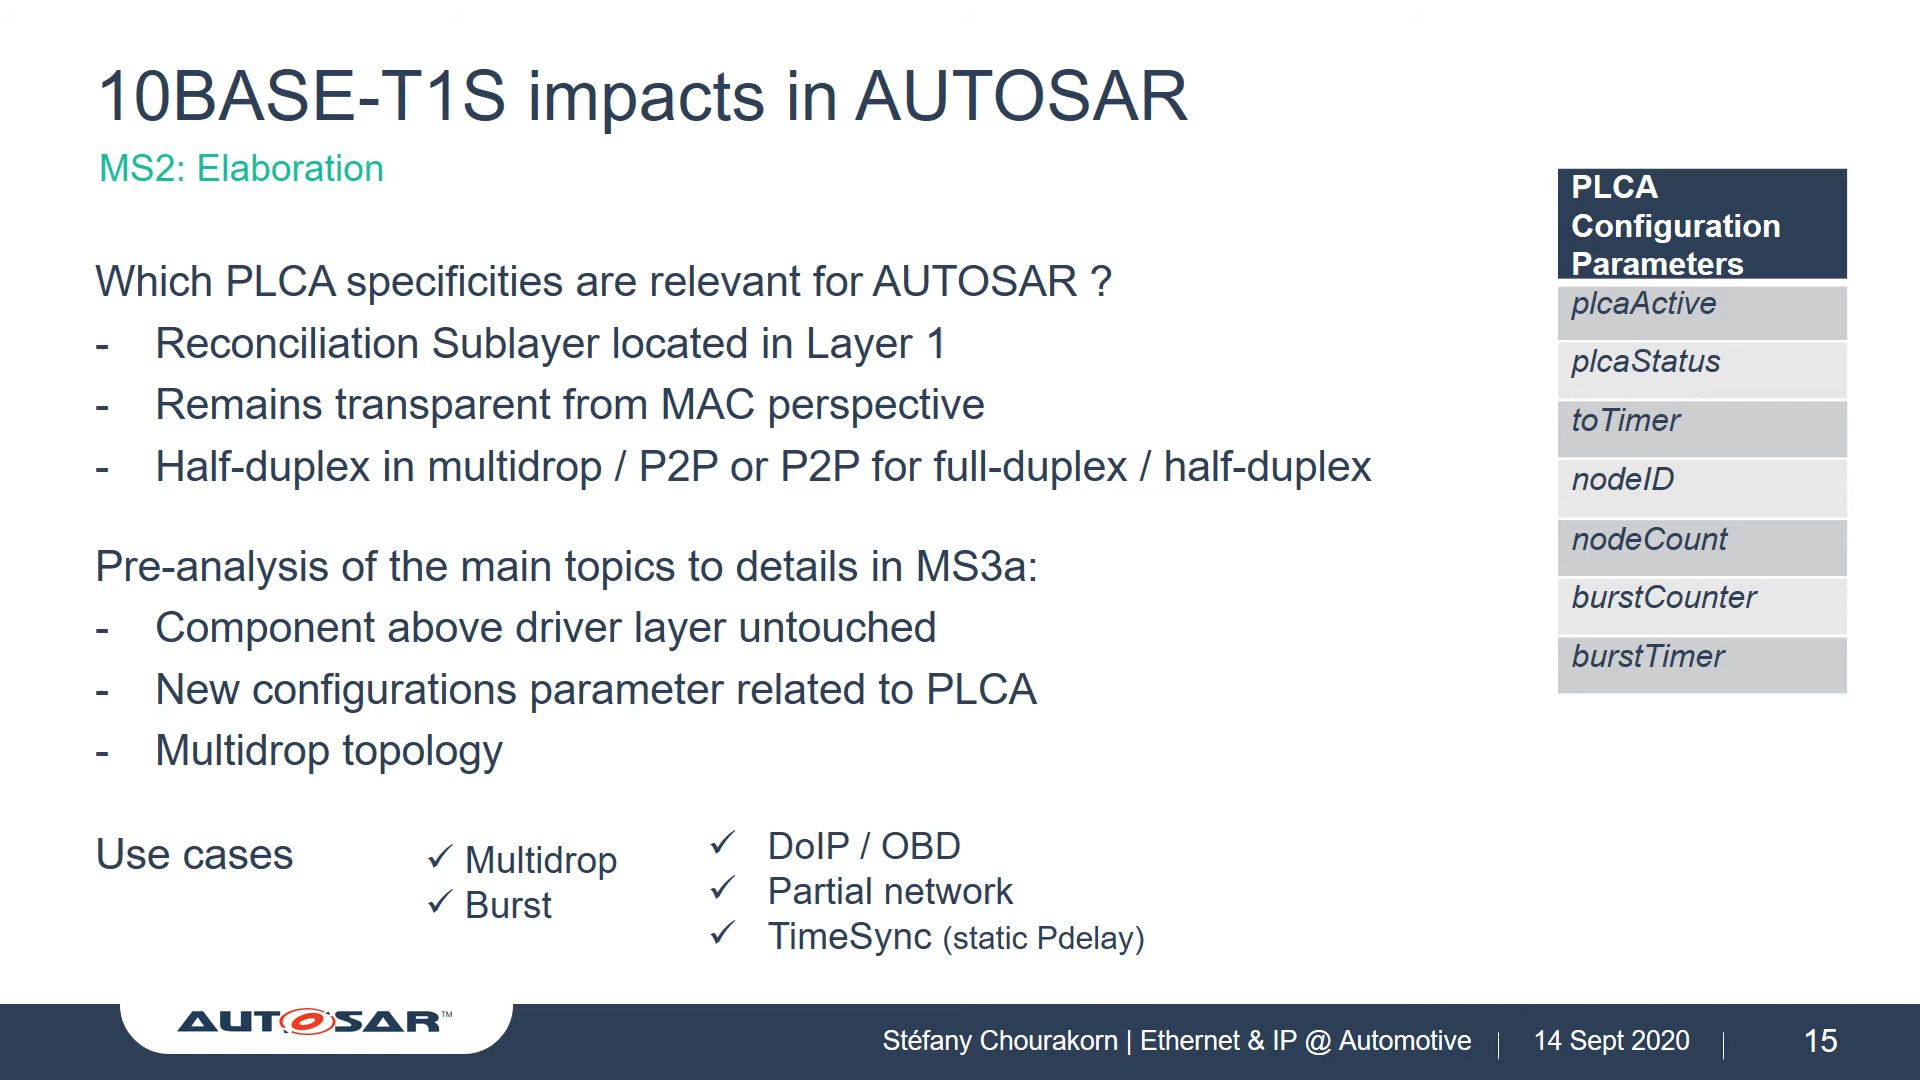 10BASE-T1S impacts in AUTOSAR
MS2: Elaboration
Which PLCA specificities are relevant for AUTOSAR ?
- Reconciliation Sublayer located in Layer 1
- Remains transparent from MAC perspective
- Half-duplex in multidrop / P2P or P2P for full-duplex / half-duplex
Pre-analysis of the main topics to details in MS3a:
- Component above driver layer untouched
- New configurations parameter related to PLCA
- Multidrop topology
Use cases
✓ Multidrop
✓ Burst
✓ DoIP / OBD
✓ Partial network
✓ TimeSync (static Pdelay)
PLCA
Configuration
Parameters
plcaActive
plcaStatus
toTimer
nodeID
nodeCount
burstCounter
burstTimer
AUTOSAR™
Stéfany Chourakorn | Ethernet & IP @ Automotive | 14 Sept 2020 | 15